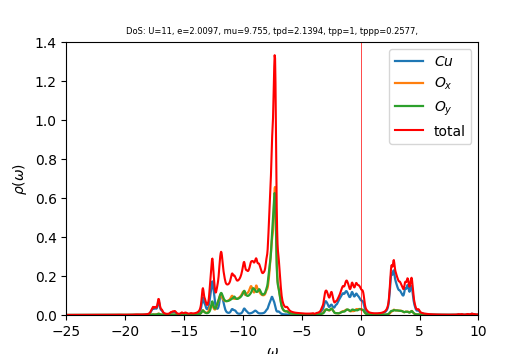 DoS: U=11, e=2.0097, mu=9.755, tpd=2.1394, tpp=1, tppp=0.2577,
1.4
1.2
1.0
0.8
0.6
0.4
0.2
0.0
ρ(ω)
Cu
O_x
O_y
total
−25 −20 −15 −10 −5 0 5 10
ω